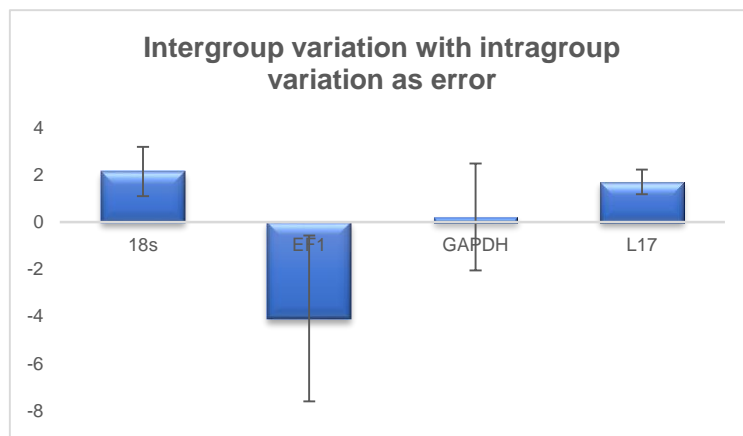 Intergroup variation with intragroup
variation as error
4
2
0
-2
-4
-6
-8
18s
EF1
GAPDH
L17